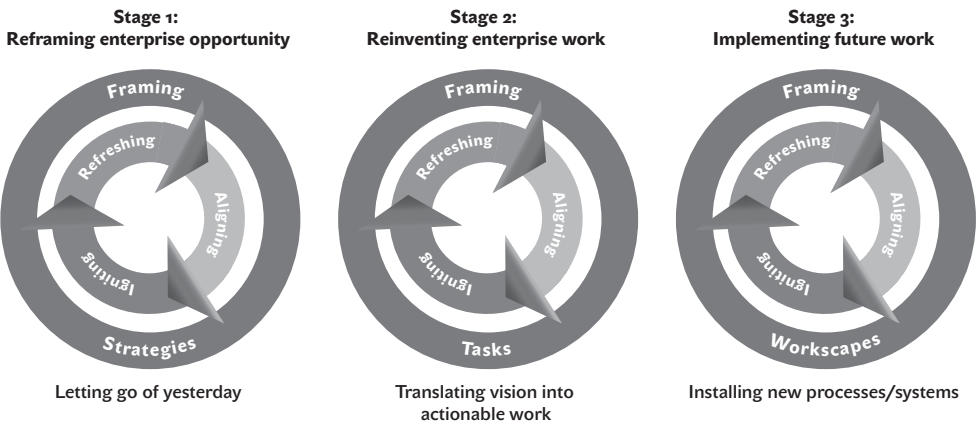 Stage 1:
Reframing enterprise opportunity
Framing
Refreshing
Aligning
Igniting
Strategies
Letting go of yesterday
Stage 2:
Reinventing enterprise work
Framing
Refreshing
Aligning
Igniting
Tasks
Translating vision into
actionable work
Stage 3:
Implementing future work
Framing
Refreshing
Aligning
Igniting
Workscapes
Installing new processes/systems